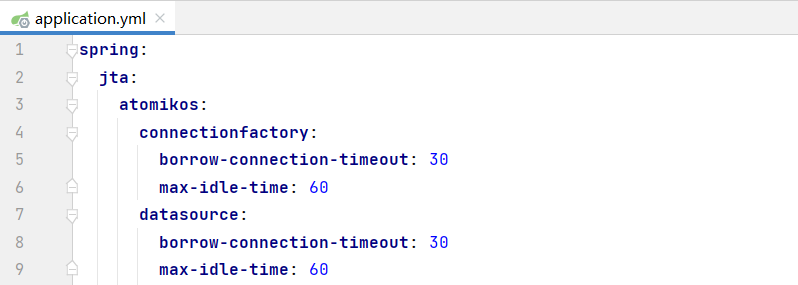 application.yml
1 spring:
2 jta:
3 atomikos:
4 connectionfactory:
5 borrow-connection-timeout: 30
6 max-idle-time: 60
7 datasource:
8 borrow-connection-timeout: 30
9 max-idle-time: 60